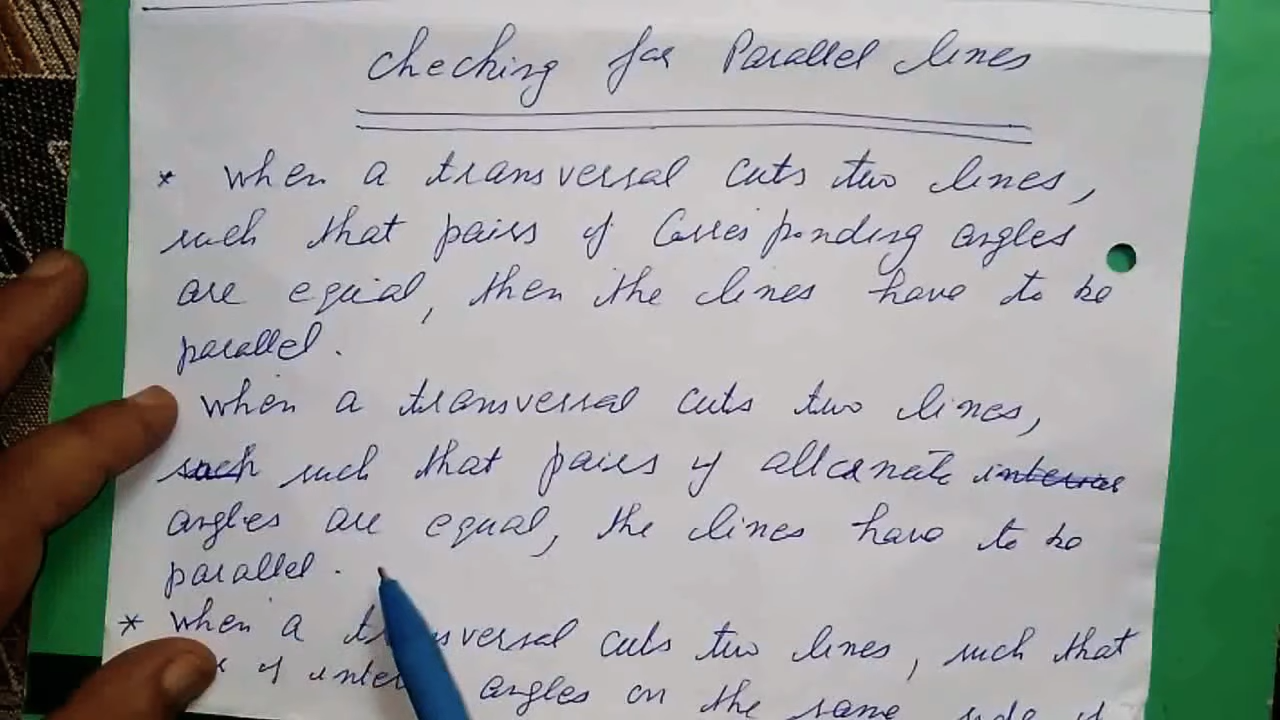 Checking for Parallel lines
* When a transversal cuts two lines,
such that pairs of Corresponding angles
are equal, then the lines have to be
parallel.
When a transversal cuts two lines,
such such that pairs of alternate interior
angles are equal, the lines have to be
parallel.
* When a transversal cuts two lines, such that
of interior angles on the same side of